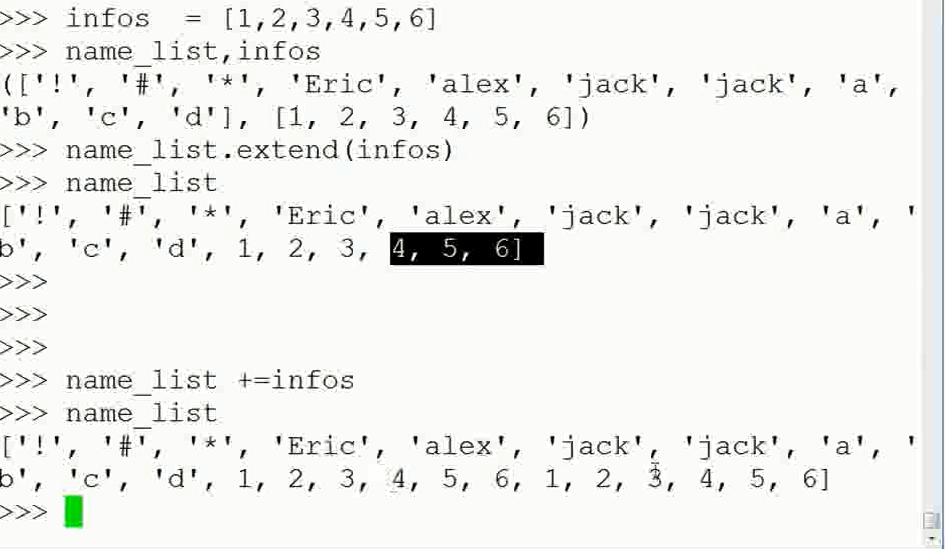 >>> infos  = [1,2,3,4,5,6]
>>> name_list,infos
(['!', '#', '*', 'Eric', 'alex', 'jack', 'jack', 'a',
'b', 'c', 'd'], [1, 2, 3, 4, 5, 6])
>>> name_list.extend(infos)
>>> name_list
['!', '#', '*', 'Eric', 'alex', 'jack', 'jack', 'a', '
b', 'c', 'd', 1, 2, 3, 4, 5, 6]
>>>
>>>
>>>
>>> name_list +=infos
>>> name_list
['!', '#', '*', 'Eric', 'alex', 'jack', 'jack', 'a', '
b', 'c', 'd', 1, 2, 3, 4, 5, 6, 1, 2, 3, 4, 5, 6]
>>>